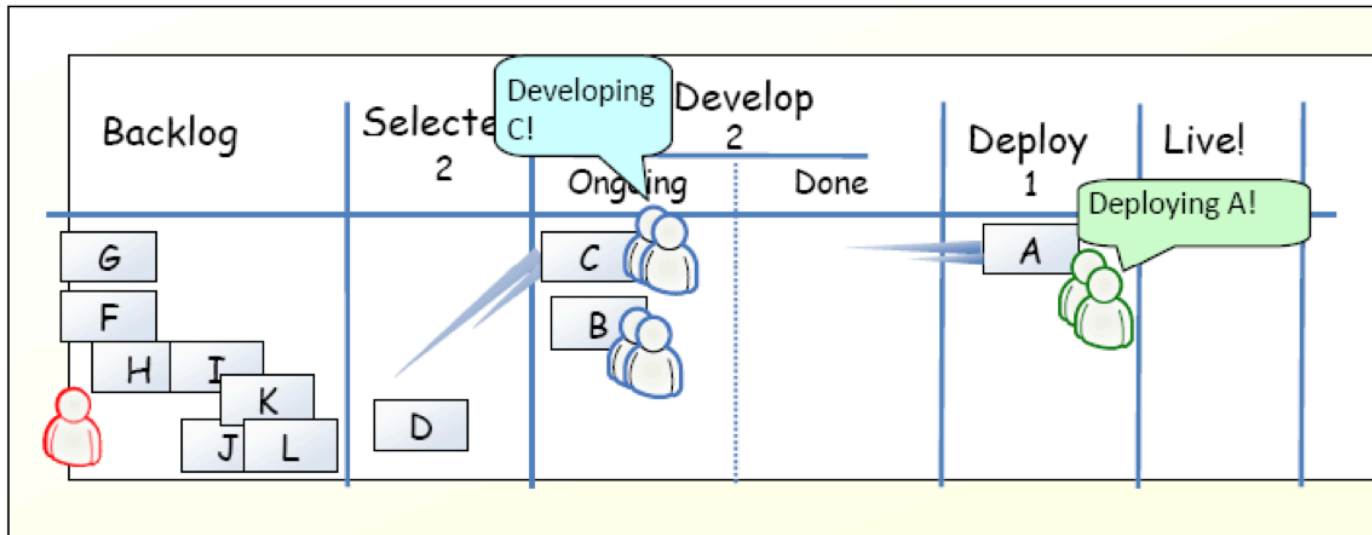 Backlog
Selecte
2
Developing
C!
Develop
2
Ongoing
Done
Deploy
1
Live!
Deploying A!
G
F
H I
K
J L
D
C
B
A